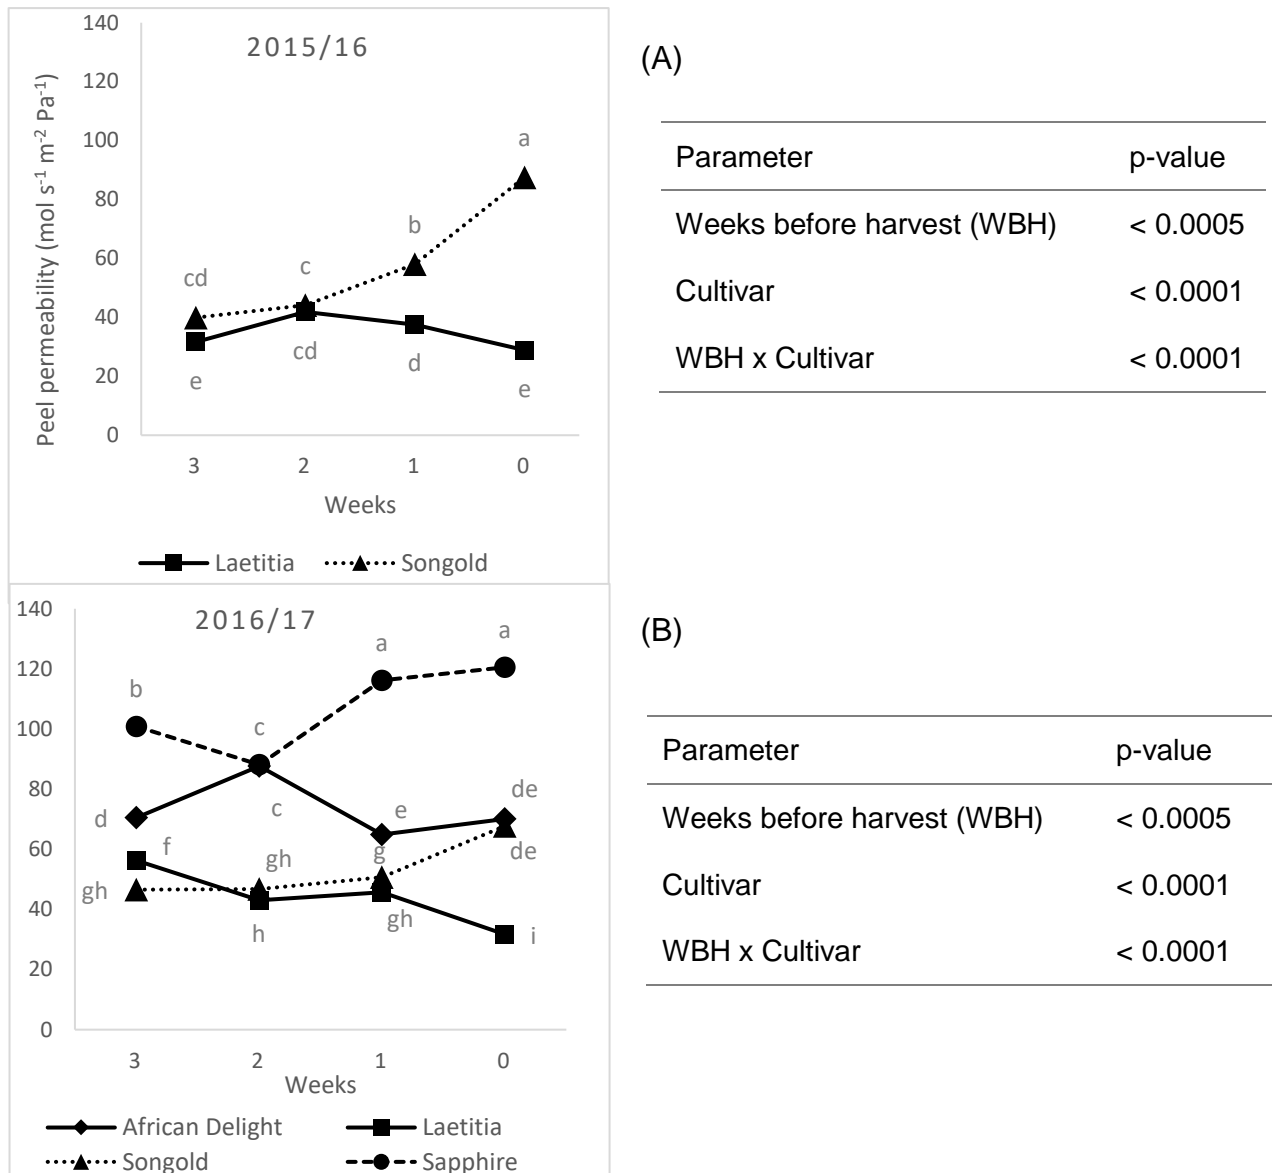 2015/16
Peel permeability (mol s⁻¹ m⁻² Pa⁻¹)
140
120
100
80
60
40
20
0
a
b
cd
c
e
cd
d
e
3 2 1 0
Weeks
Laetitia Songold
(A)
Parameter p-value
Weeks before harvest (WBH) < 0.0005
Cultivar < 0.0001
WBH x Cultivar < 0.0001
2016/17
140
120
100
80
60
40
20
0
a
a
b
c
c
d
e
de
f
gh
g
de
gh
h
gh
i
3 2 1 0
Weeks
African Delight Laetitia
Songold Sapphire
(B)
Parameter p-value
Weeks before harvest (WBH) < 0.0005
Cultivar < 0.0001
WBH x Cultivar < 0.0001